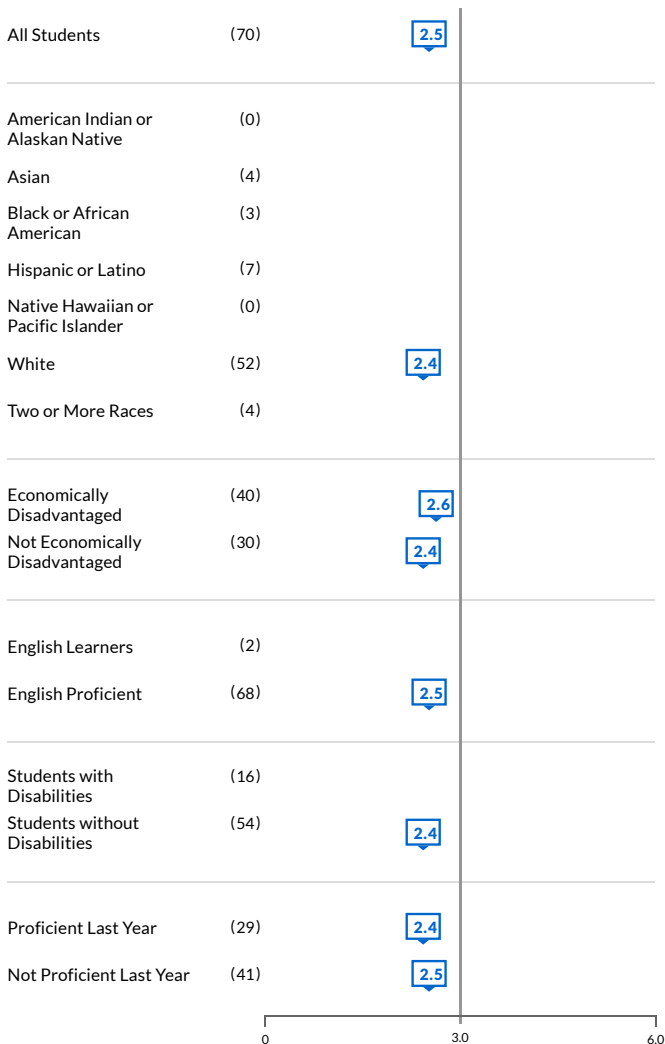 All Students (70) 2.5
American Indian or (0)
Alaskan Native
Asian (4)
Black or African (3)
American
Hispanic or Latino (7)
Native Hawaiian or (0)
Pacific Islander
White (52) 2.4
Two or More Races (4)
Economically (40) 2.6
Disadvantaged
Not Economically (30) 2.4
Disadvantaged
English Learners (2)
English Proficient (68) 2.5
Students with (16)
Disabilities
Students without (54) 2.4
Disabilities
Proficient Last Year (29) 2.4
Not Proficient Last Year (41) 2.5
0 3.0 6.0